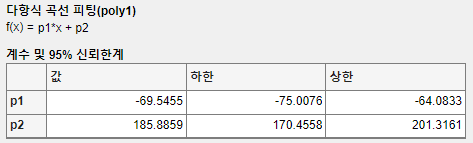 다항식 곡선 피팅(poly1)
f(x) = p1*x + p2
계수 및 95% 신뢰한계
값 하한 상한
p1 -69.5455 -75.0076 -64.0833
p2 185.8859 170.4558 201.3161